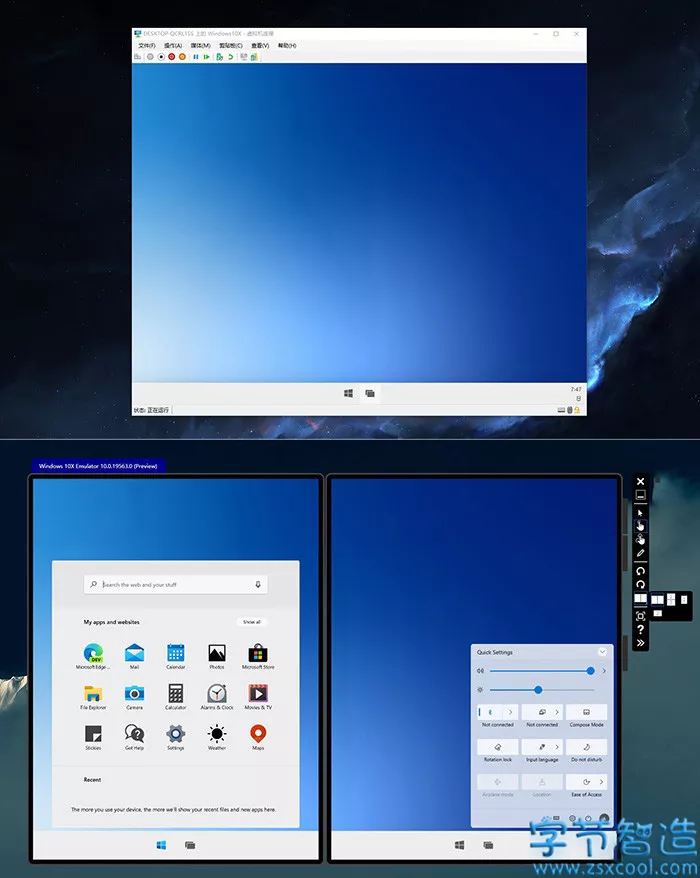 DESKTOP-QCRL1SS 上的 Windows10X - 虚拟机连接
文件(F) 操作(A) 媒体(M) 剪贴板(C) 查看(V) 帮助(H)
7:47
状态: 正在运行
Windows 10X Emulator 10.0.19563.0 (Preview)
Search the web and your stuff
My apps and websites
Show all
DEV
Microsoft Edge... Mail Calendar Photos Microsoft Store
File Explorer Camera Calculator Alarms & Clock Movies & TV
Stickies Get Help Settings Weather Maps
Recent
The more you use your device, the more we'll show your recent files and new apps here.
Quick Settings
Not connected Not connected Compose Mode
Rotation lock Input language Do not disturb
Airplane mode Location Ease of Access
字节智造
www.zsxcool.com